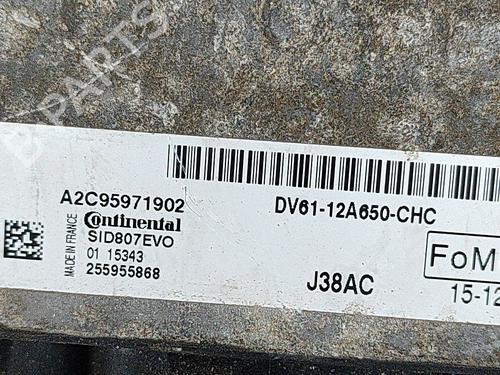 B-PARTS
A2C95971902
Continental
SID807EVO
01 15343
255955868
MADE IN FRANCE
DV61-12A650-CHC
J38AC
FoM
15-12